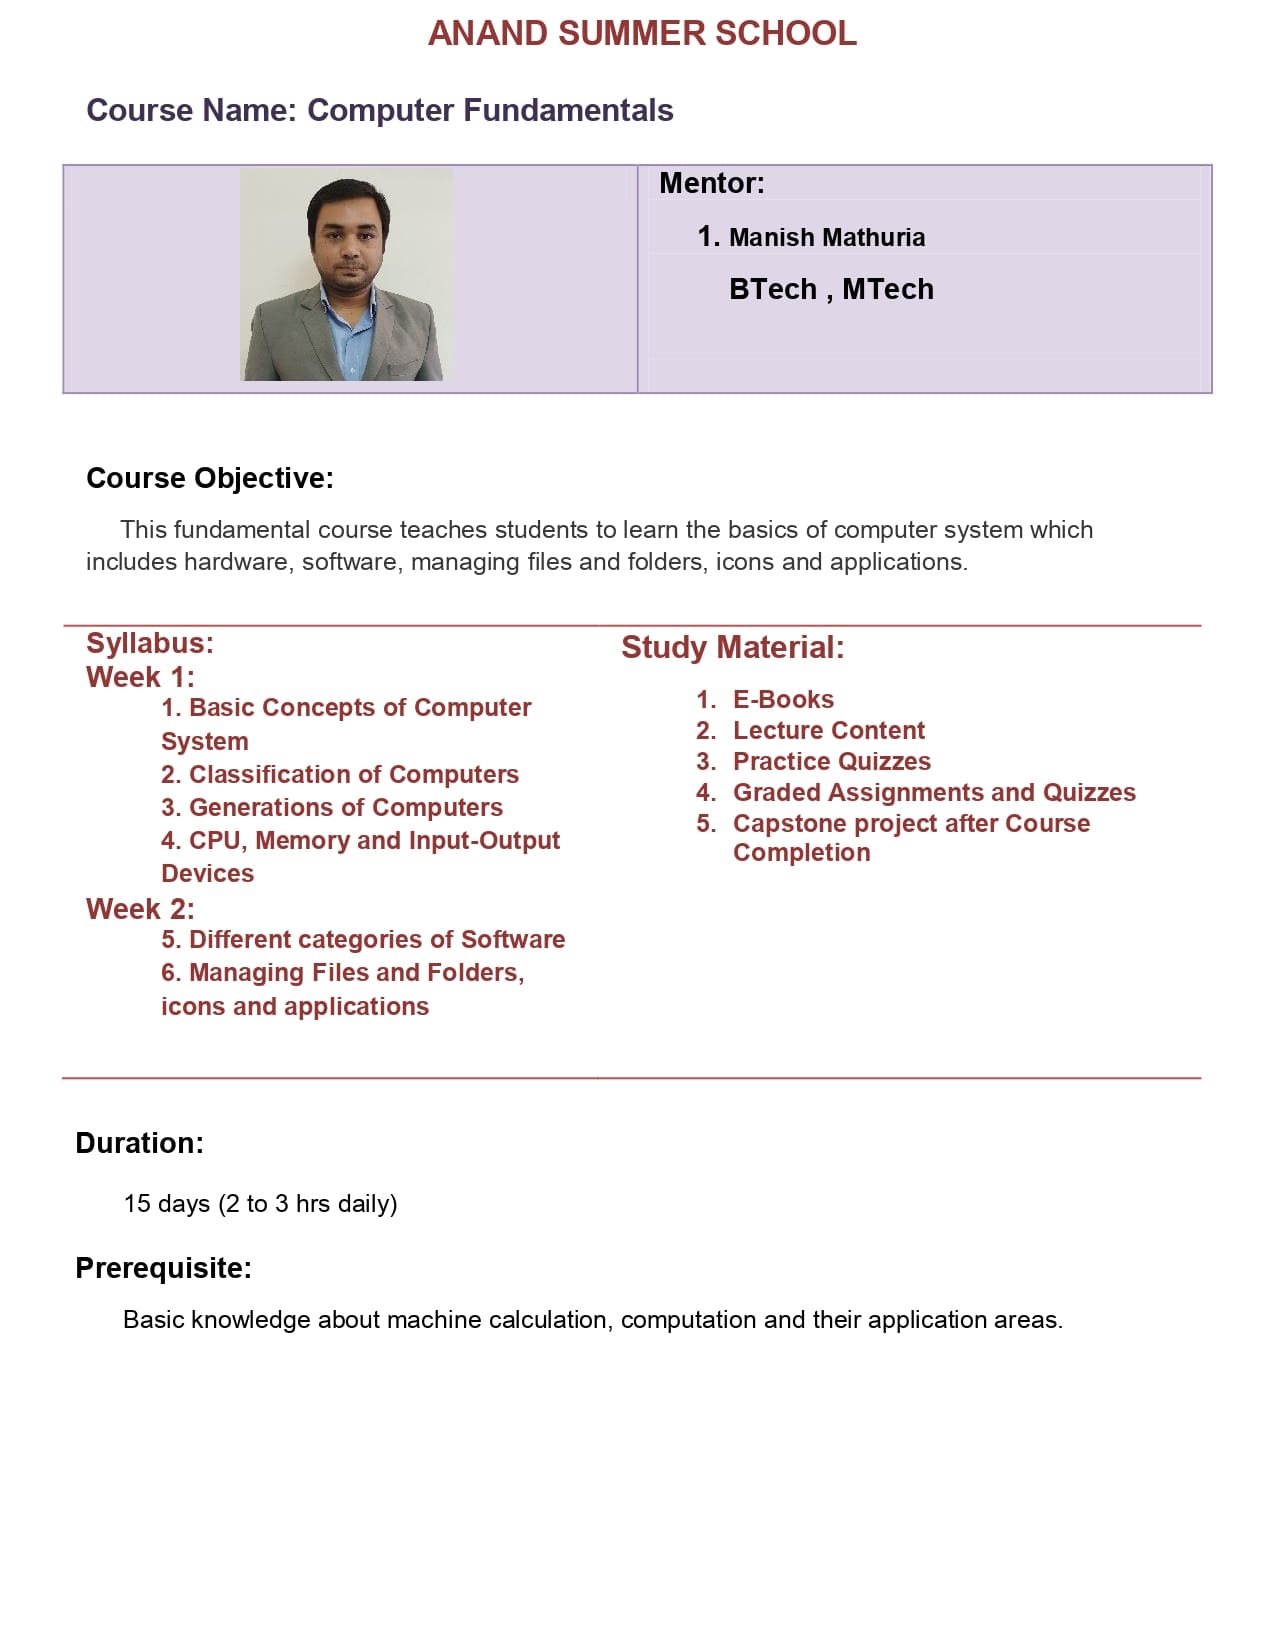 ANAND SUMMER SCHOOL
Course Name: Computer Fundamentals
Mentor:
1. Manish Mathuria
BTech , MTech
Course Objective:
This fundamental course teaches students to learn the basics of computer system which
includes hardware, software, managing files and folders, icons and applications.
Syllabus:
Week 1:
1. Basic Concepts of Computer
System
2. Classification of Computers
3. Generations of Computers
4. CPU, Memory and Input-Output
Devices
Week 2:
5. Different categories of Software
6. Managing Files and Folders,
icons and applications
Study Material:
1. E-Books
2. Lecture Content
3. Practice Quizzes
4. Graded Assignments and Quizzes
5. Capstone project after Course
Completion
Duration:
15 days (2 to 3 hrs daily)
Prerequisite:
Basic knowledge about machine calculation, computation and their application areas.